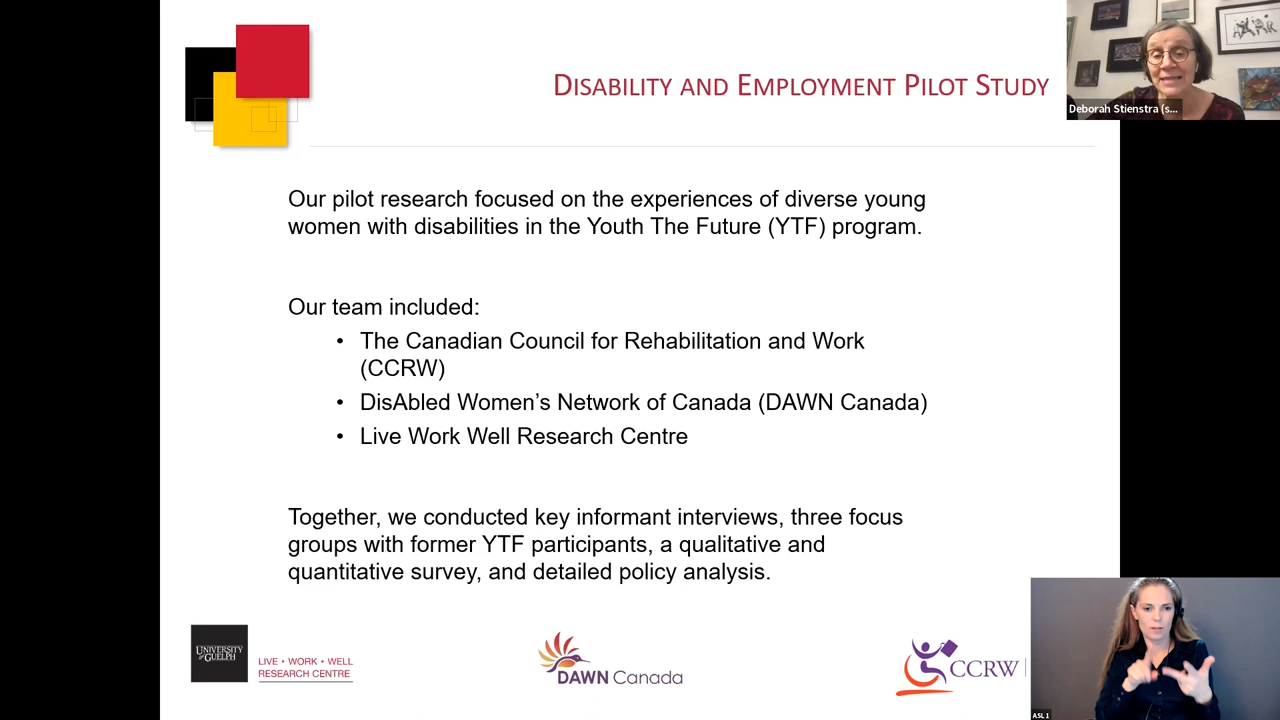 DISABILITY AND EMPLOYMENT PILOT STUDY
Deborah Stienstra (s...
Our pilot research focused on the experiences of diverse young
women with disabilities in the Youth The Future (YTF) program.
Our team included:
• The Canadian Council for Rehabilitation and Work
(CCRW)
• DisAbled Women’s Network of Canada (DAWN Canada)
• Live Work Well Research Centre
Together, we conducted key informant interviews, three focus
groups with former YTF participants, a qualitative and
quantitative survey, and detailed policy analysis.
UNIVERSITY
OF GUELPH
LIVE • WORK • WELL
RESEARCH CENTRE
DAWN Canada
CCRW
ASL 1